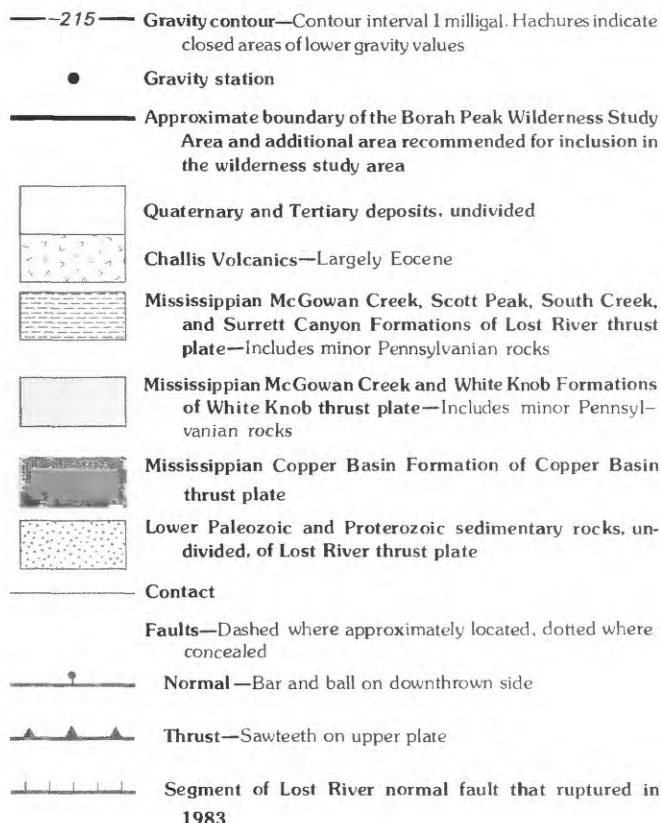 -215 Gravity contour—Contour interval 1 milligal. Hachures indicate
closed areas of lower gravity values
Gravity station
Approximate boundary of the Borah Peak Wilderness Study
Area and additional area recommended for inclusion in
the wilderness study area
Quaternary and Tertiary deposits, undivided
Challis Volcanics—Largely Eocene
Mississippian McGowan Creek, Scott Peak, South Creek,
and Surrett Canyon Formations of Lost River thrust
plate—Includes minor Pennsylvanian rocks
Mississippian McGowan Creek and White Knob Formations
of White Knob thrust plate—Includes minor Pennsyl-
vanian rocks
Mississippian Copper Basin Formation of Copper Basin
thrust plate
Lower Paleozoic and Proterozoic sedimentary rocks, un-
divided, of Lost River thrust plate
Contact
Faults—Dashed where approximately located, dotted where
concealed
Normal—Bar and ball on downthrown side
Thrust—Sawteeth on upper plate
Segment of Lost River normal fault that ruptured in
1983